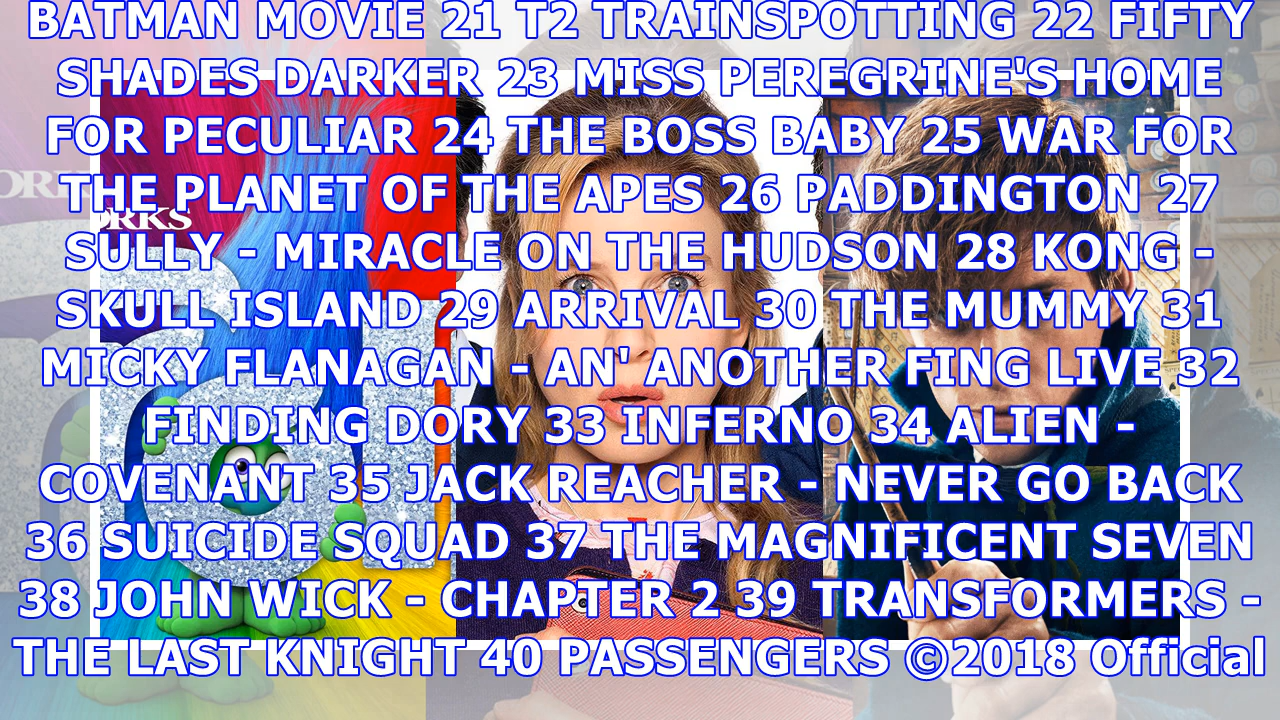 BATMAN MOVIE 21 T2 TRAINSPOTTING 22 FIFTY
SHADES DARKER 23 MISS PEREGRINE'S HOME
FOR PECULIAR 24 THE BOSS BABY 25 WAR FOR
THE PLANET OF THE APES 26 PADDINGTON 27
SULLY - MIRACLE ON THE HUDSON 28 KONG -
SKULL ISLAND 29 ARRIVAL 30 THE MUMMY 31
MICKY FLANAGAN - AN' ANOTHER FING LIVE 32
FINDING DORY 33 INFERNO 34 ALIEN -
COVENANT 35 JACK REACHER - NEVER GO BACK
36 SUICIDE SQUAD 37 THE MAGNIFICENT SEVEN
38 JOHN WICK - CHAPTER 2 39 TRANSFORMERS -
THE LAST KNIGHT 40 PASSENGERS ©2018 Official